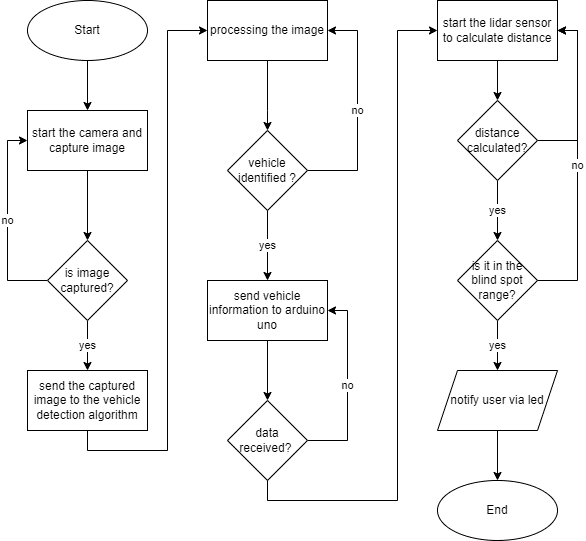 Start
start the camera and
capture image
no
is image
captured?
yes
send the captured
image to the vehicle
detection algorithm
processing the image
no
vehicle
identified ?
yes
send vehicle
information to arduino
uno
no
data
received?
start the lidar sensor
to calculate distance
distance
calculated?
no
yes
is it in the
blind spot
range?
yes
notify user via led
End